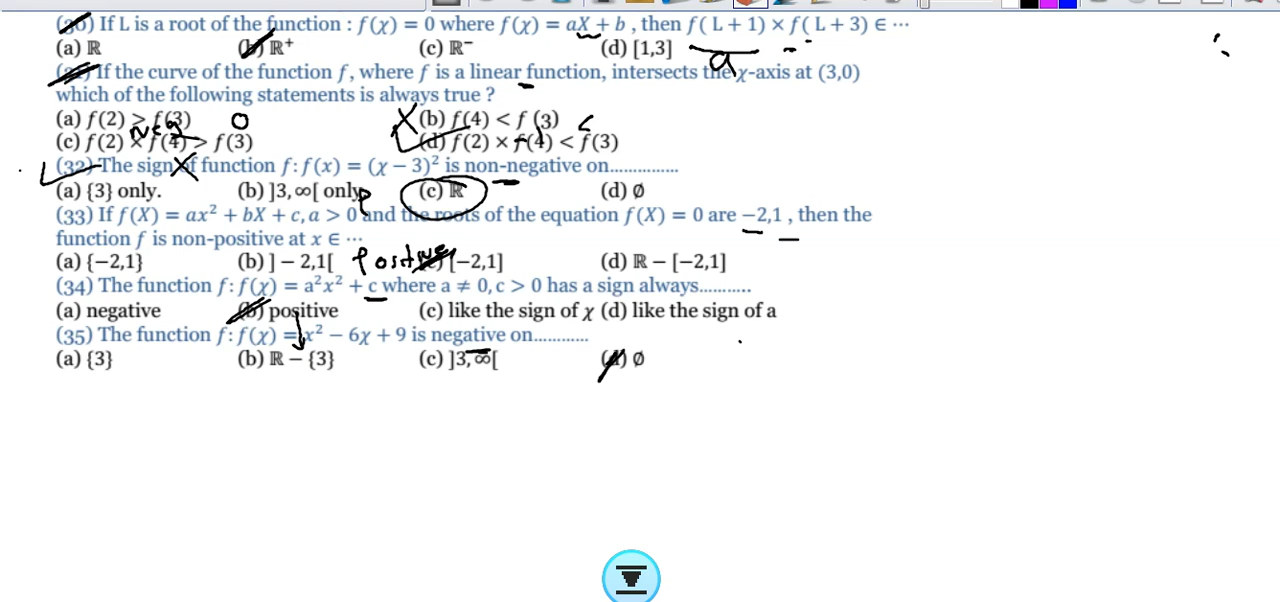 (30) If L is a root of the function : f(χ) = 0 where f(χ) = aX + b , then f( L + 1) × f( L + 3) ∈ ⋯
(a) ℝ (b) ℝ⁺ (c) ℝ⁻ (d) [1,3] a
If the curve of the function f, where f is a linear function, intersects the χ-axis at (3,0)
which of the following statements is always true ?
(a) f(2) > f(3) 0 X (b) f(4) < f (3) <
(c) f(2) × f(4) > f(3) neg (d) f(2) × f(4) < f(3)
(32) The sign of function f: f(x) = (χ − 3)² is non-negative on...............
(a) {3} only. (b) ]3, ∞[ only (c) ℝ (d) ∅
(33) If f(X) = ax² + bX + c, a > 0 and the roots of the equation f(X) = 0 are −2,1 , then the
function f is non-positive at x ∈ ⋯
(a) {−2,1} (b) ] − 2,1[ positive (c) [−2,1] (d) ℝ − [−2,1]
(34) The function f: f(χ) = a²x² + c where a ≠ 0, c > 0 has a sign always...........
(a) negative (b) positive (c) like the sign of χ (d) like the sign of a
(35) The function f: f(χ) = x² − 6χ + 9 is negative on............
(a) {3} (b) ℝ − {3} (c) ]3, ∞[ (d) ∅